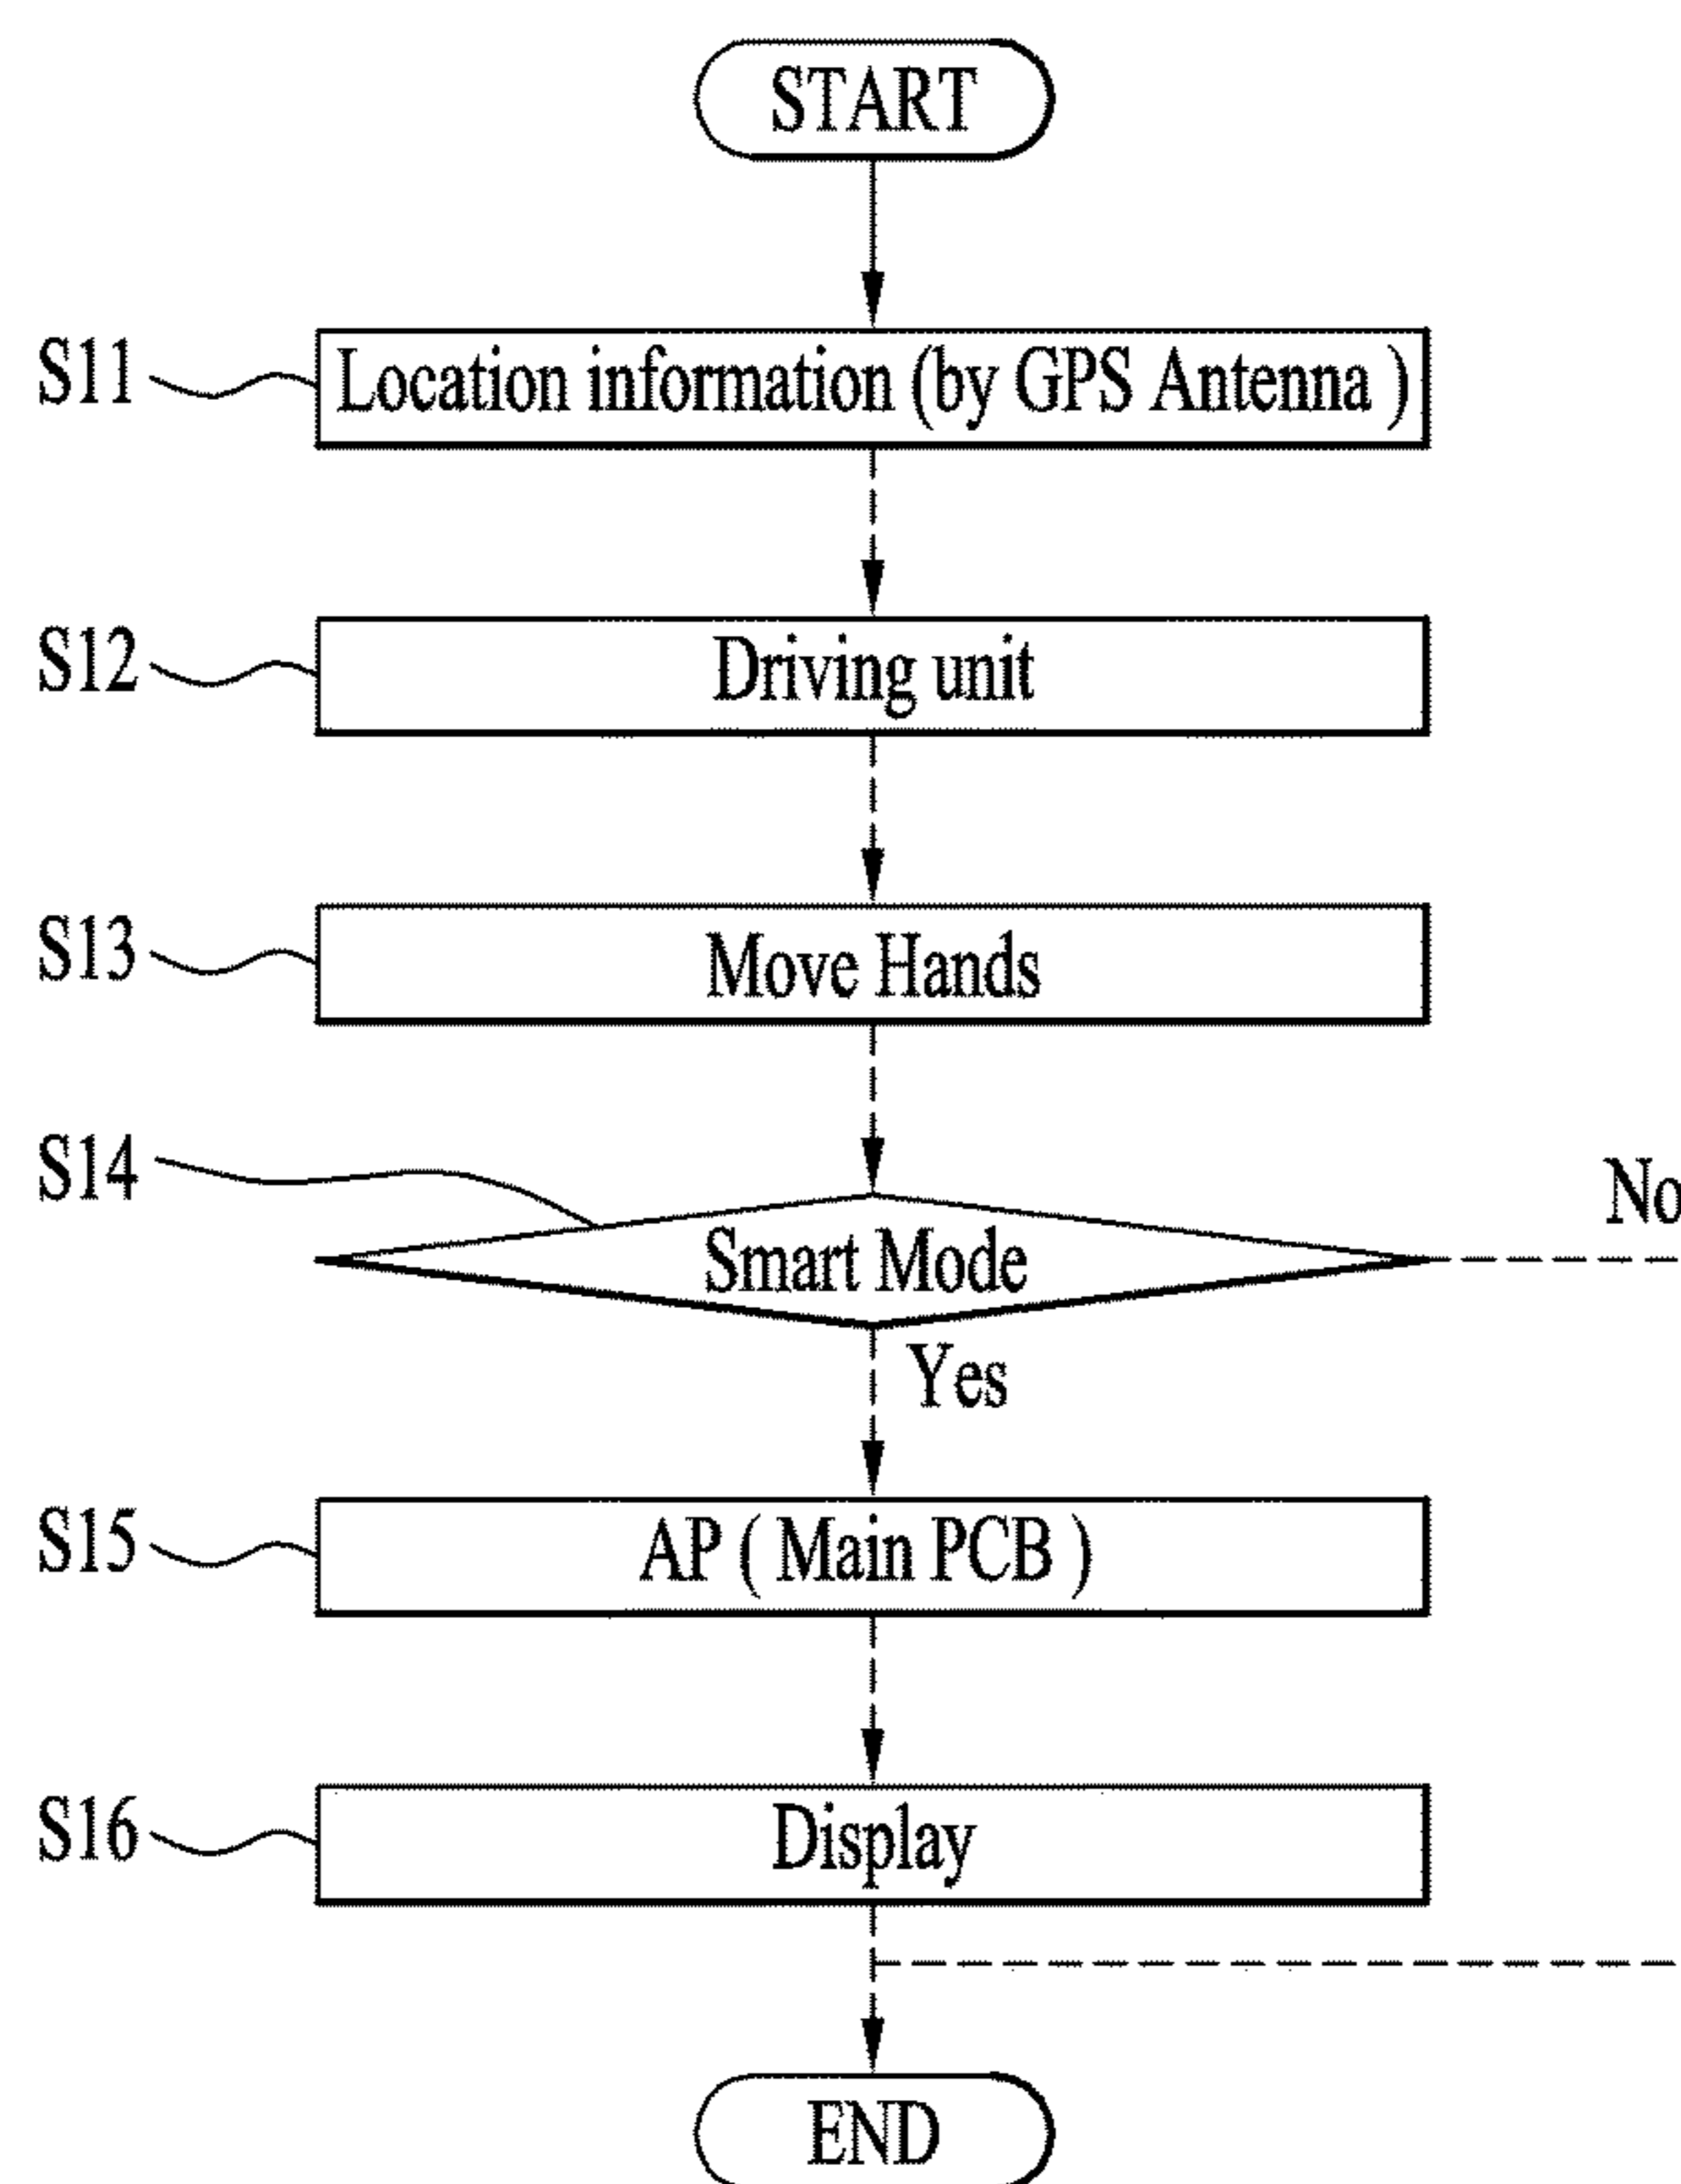 START
S11
Location information (by GPS Antenna )
S12
Driving unit
S13
Move Hands
S14
Smart Mode
No
Yes
S15
AP ( Main PCB )
S16
Display
END